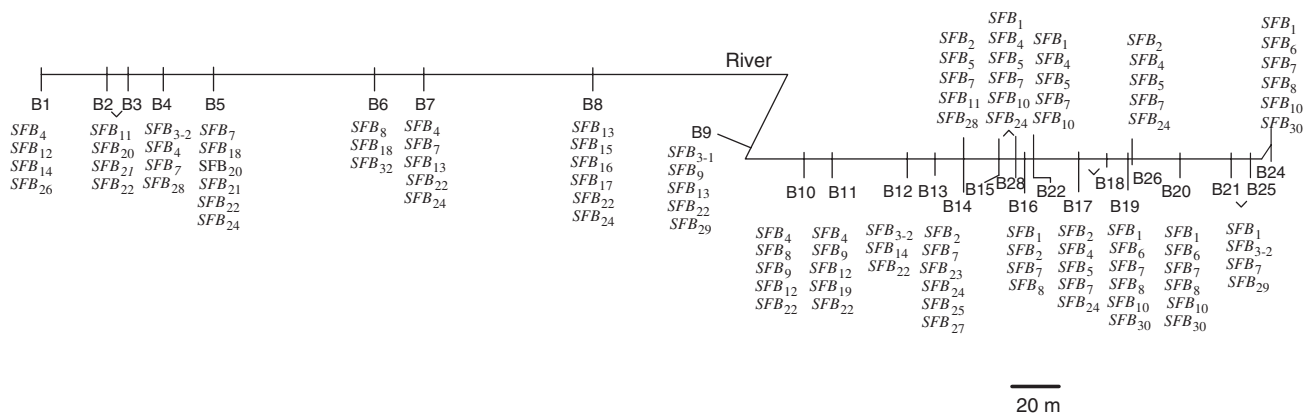 SFB1
SFB4
SFB5
SFB7
SFB10
SFB24
SFB2
SFB5
SFB7
SFB11
SFB28
SFB1
SFB4
SFB5
SFB7
SFB10
SFB2
SFB4
SFB5
SFB7
SFB24
SFB1
SFB6
SFB7
SFB8
SFB10
SFB30
River
B1
B2
B3
B4
B5
B6
B7
B8
B9
SFB4
SFB12
SFB14
SFB26
SFB11
SFB20
SFB21
SFB22
SFB3-2
SFB4
SFB7
SFB28
SFB7
SFB18
SFB20
SFB21
SFB22
SFB24
SFB8
SFB18
SFB32
SFB4
SFB7
SFB13
SFB22
SFB24
SFB13
SFB15
SFB16
SFB17
SFB22
SFB24
SFB3-1
SFB9
SFB13
SFB22
SFB29
B10
B11
B12
B13
B14
B15
B28
B16
B22
B17
B18
B19
B26
B20
B21
B25
B24
SFB4
SFB8
SFB9
SFB12
SFB22
SFB4
SFB9
SFB12
SFB19
SFB22
SFB3-2
SFB14
SFB22
SFB2
SFB7
SFB23
SFB24
SFB25
SFB27
SFB1
SFB2
SFB7
SFB8
SFB2
SFB4
SFB5
SFB7
SFB24
SFB1
SFB6
SFB7
SFB8
SFB10
SFB30
SFB1
SFB6
SFB7
SFB8
SFB10
SFB30
SFB1
SFB3-2
SFB7
SFB29
20 m